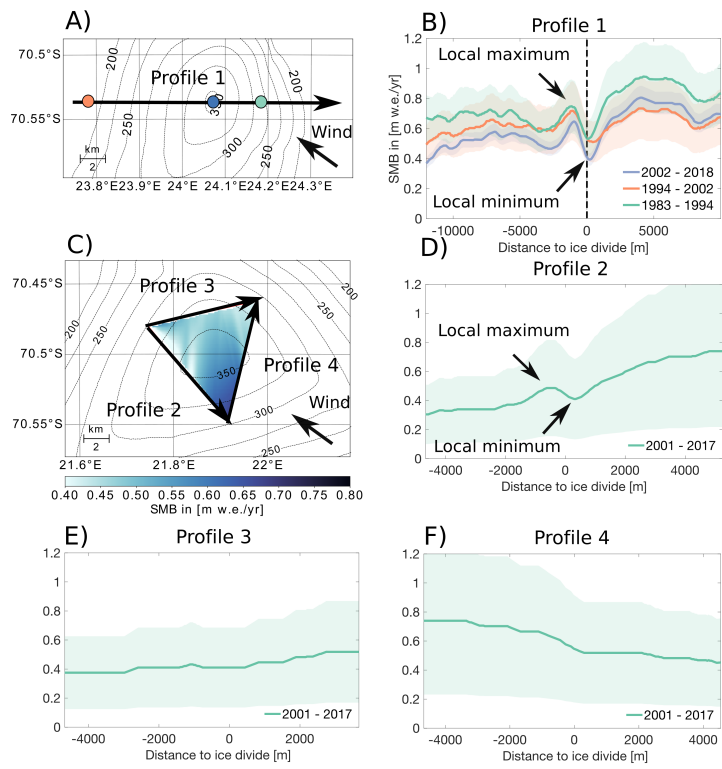 A)
70.5°S
70.55°S
Profile 1
200
200
250
300
300
250
Wind
km
2
23.8°E
23.9°E
24°E
24.1°E
24.2°E
24.3°E
B)
Profile 1
Local maximum
Local minimum
SMB in [m w.e./yr]
1.2
1
0.8
0.6
0.4
0.2
0
2002 - 2018
1994 - 2002
1983 - 1994
-10000
-5000
0
5000
Distance to ice divide [m]
C)
70.45°S
70.5°S
70.55°S
Profile 3
Profile 4
Profile 2
200
250
200
250
350
300
250
Wind
km
2
21.6°E
21.8°E
22°E
0.40 0.45 0.50 0.55 0.60 0.65 0.70 0.75 0.80
SMB in [m w.e./yr]
D)
Profile 2
Local maximum
Local minimum
1.2
1
0.8
0.6
0.4
0.2
0
2001 - 2017
-4000
-2000
0
2000
4000
Distance to ice divide [m]
E)
Profile 3
1.2
1
0.8
0.6
0.4
0.2
0
2001 - 2017
-4000
-2000
0
2000
Distance to ice divide [m]
F)
Profile 4
1.2
1
0.8
0.6
0.4
0.2
0
2001 - 2017
-4000
-2000
0
2000
4000
Distance to ice divide [m]